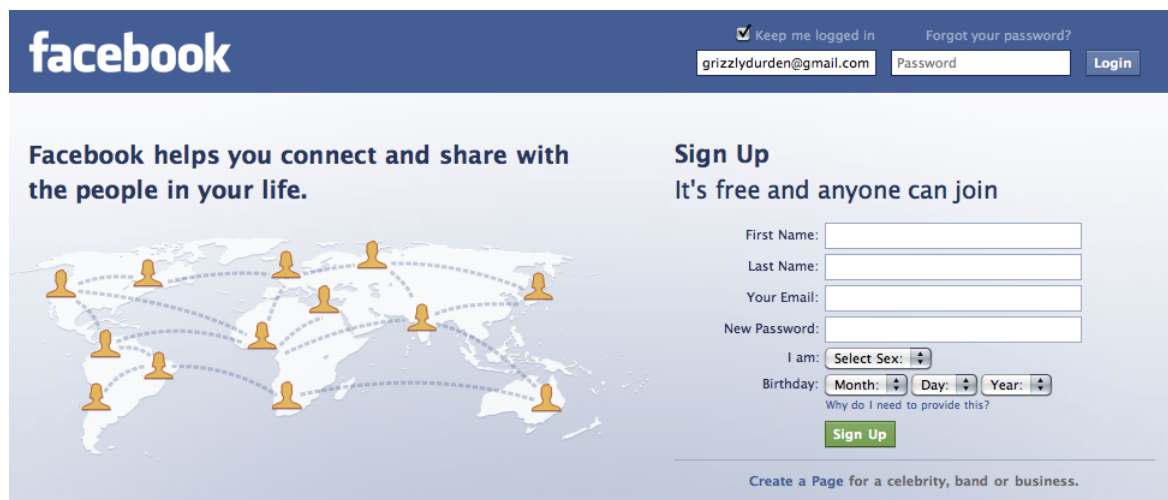 facebook
Keep me logged in
Forgot your password?
grizzlydurden@gmail.com
Password
Login
Facebook helps you connect and share with
the people in your life.
Sign Up
It's free and anyone can join
First Name:
Last Name:
Your Email:
New Password:
I am: Select Sex:
Birthday: Month: Day: Year:
Why do I need to provide this?
Sign Up
Create a Page for a celebrity, band or business.